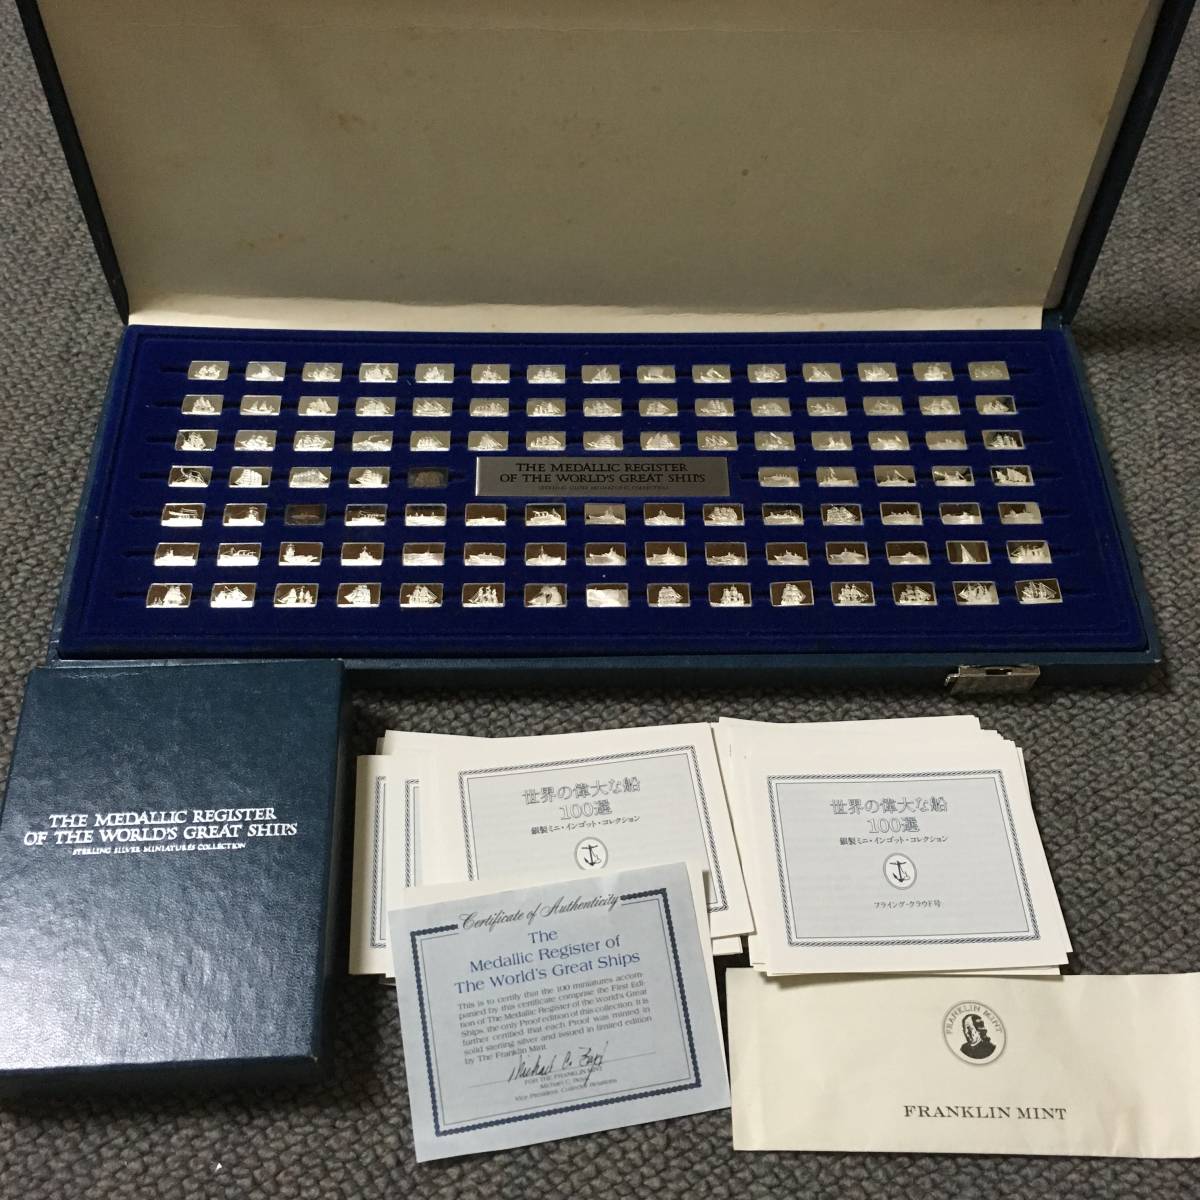 THE MEDALLIC REGISTER
OF THE WORLD'S GREAT SHIPS
STERLING SILVER MINIATURES COLLECTION
THE MEDALLIC REGISTER
OF THE WORLD'S GREAT SHIPS
STERLING SILVER MINIATURES COLLECTION
世界の偉大な船
100選
銀製ミニ・インゴット・コレクション
世界の偉大な船
100選
銀製ミニ・インゴット・コレクション
フライング・クラウド号
Certificate of Authenticity
The
Medallic Register of
The World's Great Ships
This is to certify that the 100 miniatures accom-
panied by this certificate comprise the First Edi-
tion of The Medallic Register of the World's Great
Ships, the only Proof edition of this collection. It is
further certified that each Proof was minted in
solid sterling silver and issued in limited edition
by The Franklin Mint.
FOR THE FRANKLIN MINT
Michael C. Boyd
Vice President, Collector Relations
FRANKLIN MINT
FRANKLIN MINT